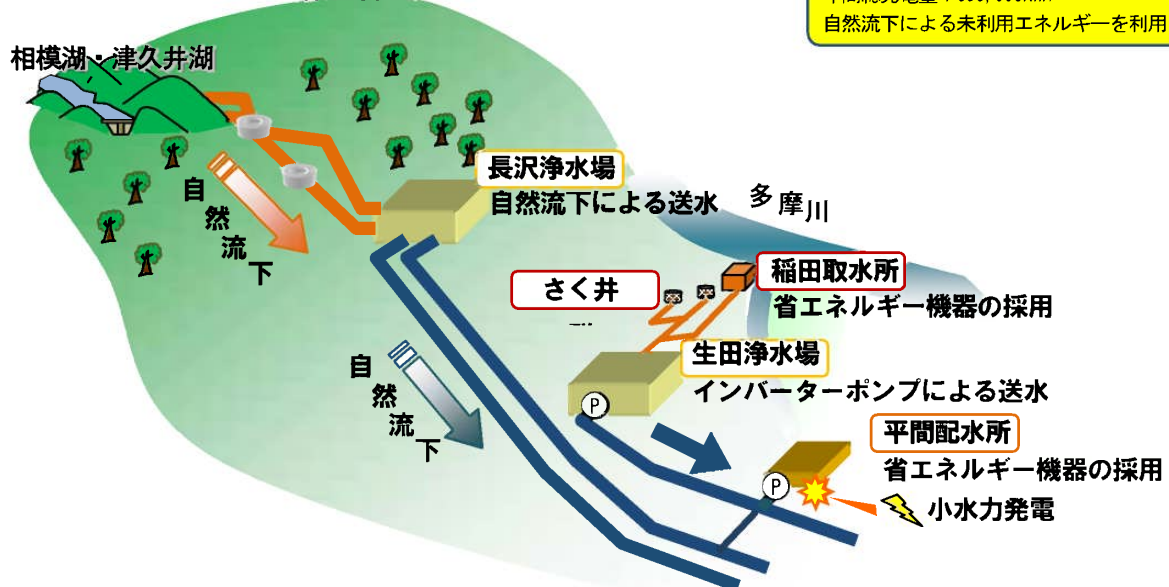 自然流下による未利用エネルギーを利用
相模湖・津久井湖
長沢浄水場
自然流下による送水
多摩川
自然流下
さく井
稲田取水所
省エネルギー機器の採用
生田浄水場
インバーターポンプによる送水
自然流下
P
平間配水所
省エネルギー機器の採用
P
小水力発電